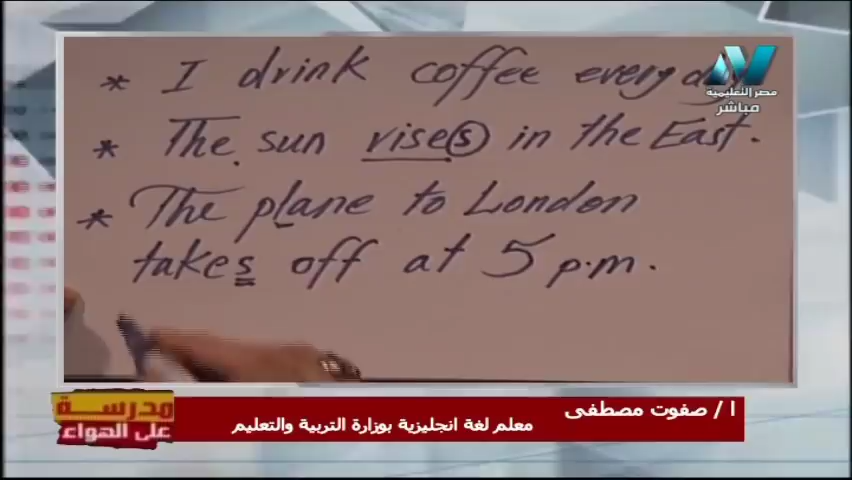 * I drink coffee every day
مصر التعليمية
مباشر
* The sun rises in the East.
* The plane to London
takes off at 5 p.m.
ا / صفوت مصطفى
معلم لغة انجليزية بوزارة التربية والتعليم
مدرسة
على الهواء